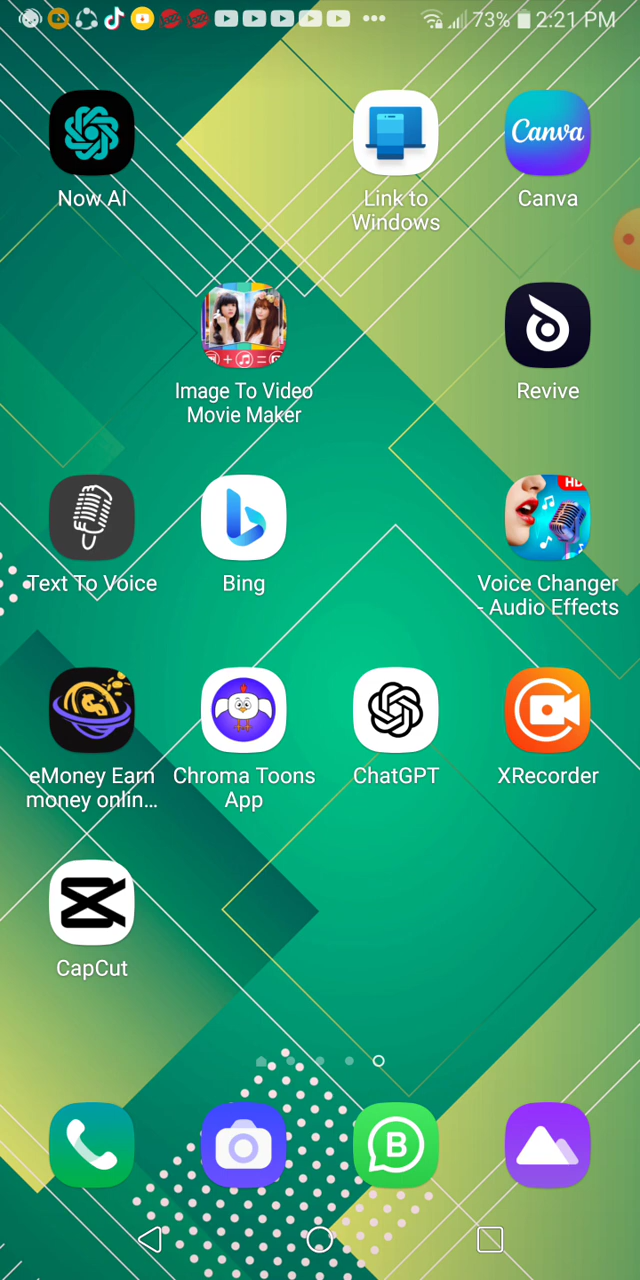 73% 2:21 PM
Canva
Now AI
Link to
Windows
Canva
Image To Video
Movie Maker
Revive
HD
Text To Voice
Bing
Voice Changer
- Audio Effects
eMoney Earn
money onlin...
Chroma Toons
App
ChatGPT
XRecorder
CapCut
B